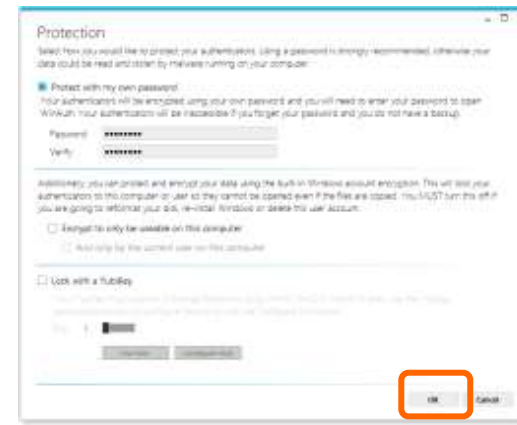 Protection
Select how you would like to protect your authenticators. Using a password is strongly recommended, otherwise your
data could be read and stolen by malware running on your computer.
Protect with my own password
Your authenticators will be encrypted using your own password and you will need to enter your password to open
WinAuth. Your authenticators will be inaccessible if you forget your password and you do not have a backup.
Password
Verify
Additionally, you can protect and encrypt your data using the built-in Windows account encryption. This will lock your
authenticators to this computer or user so they cannot be opened even if the files are copied. You MUST turn this off if
you are going to reformat your disk, re-install Windows or delete this user account.
Encrypt to only be useable on this computer
And only by the current user on this computer
Lock with a YubiKey
OK
Cancel